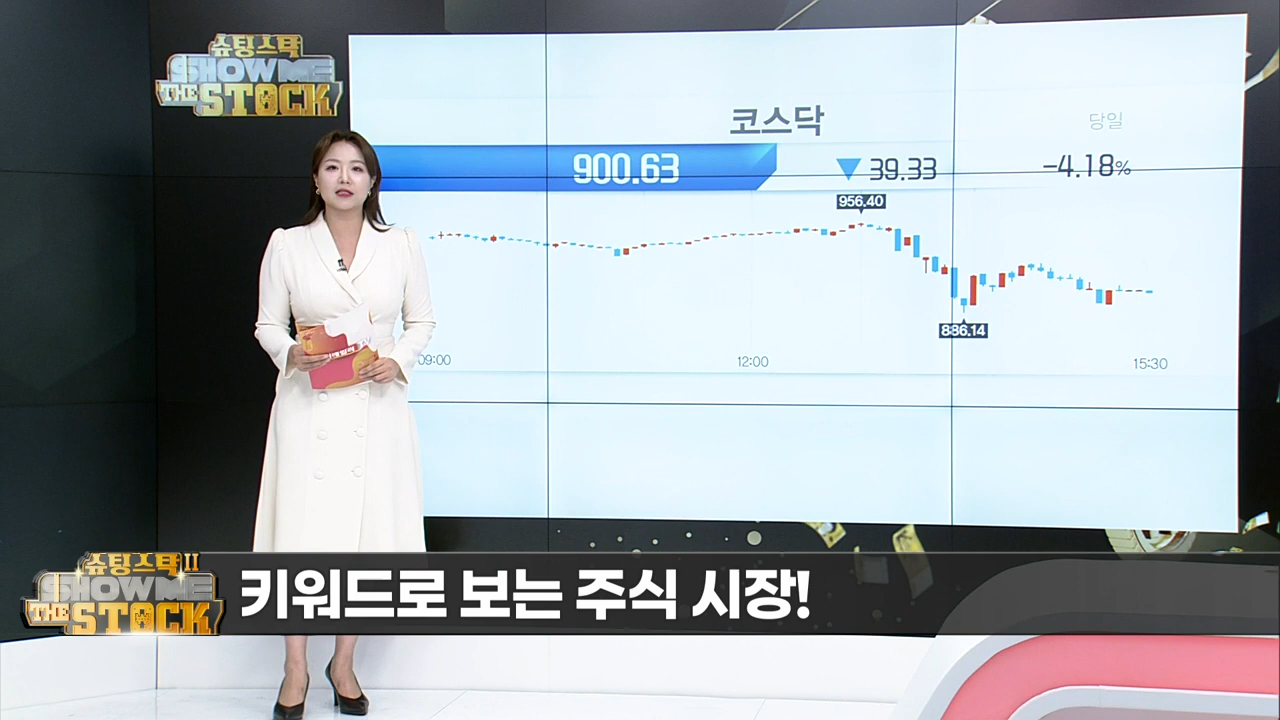 슈팅스탁
SHOW ME
THE STOCK
코스닥
당일
900.63
▼ 39.33
-4.18%
956.40
886.14
09:00
12:00
15:30
슈팅스탁 II
SHOW ME
THE STOCK
키워드로 보는 주식 시장!